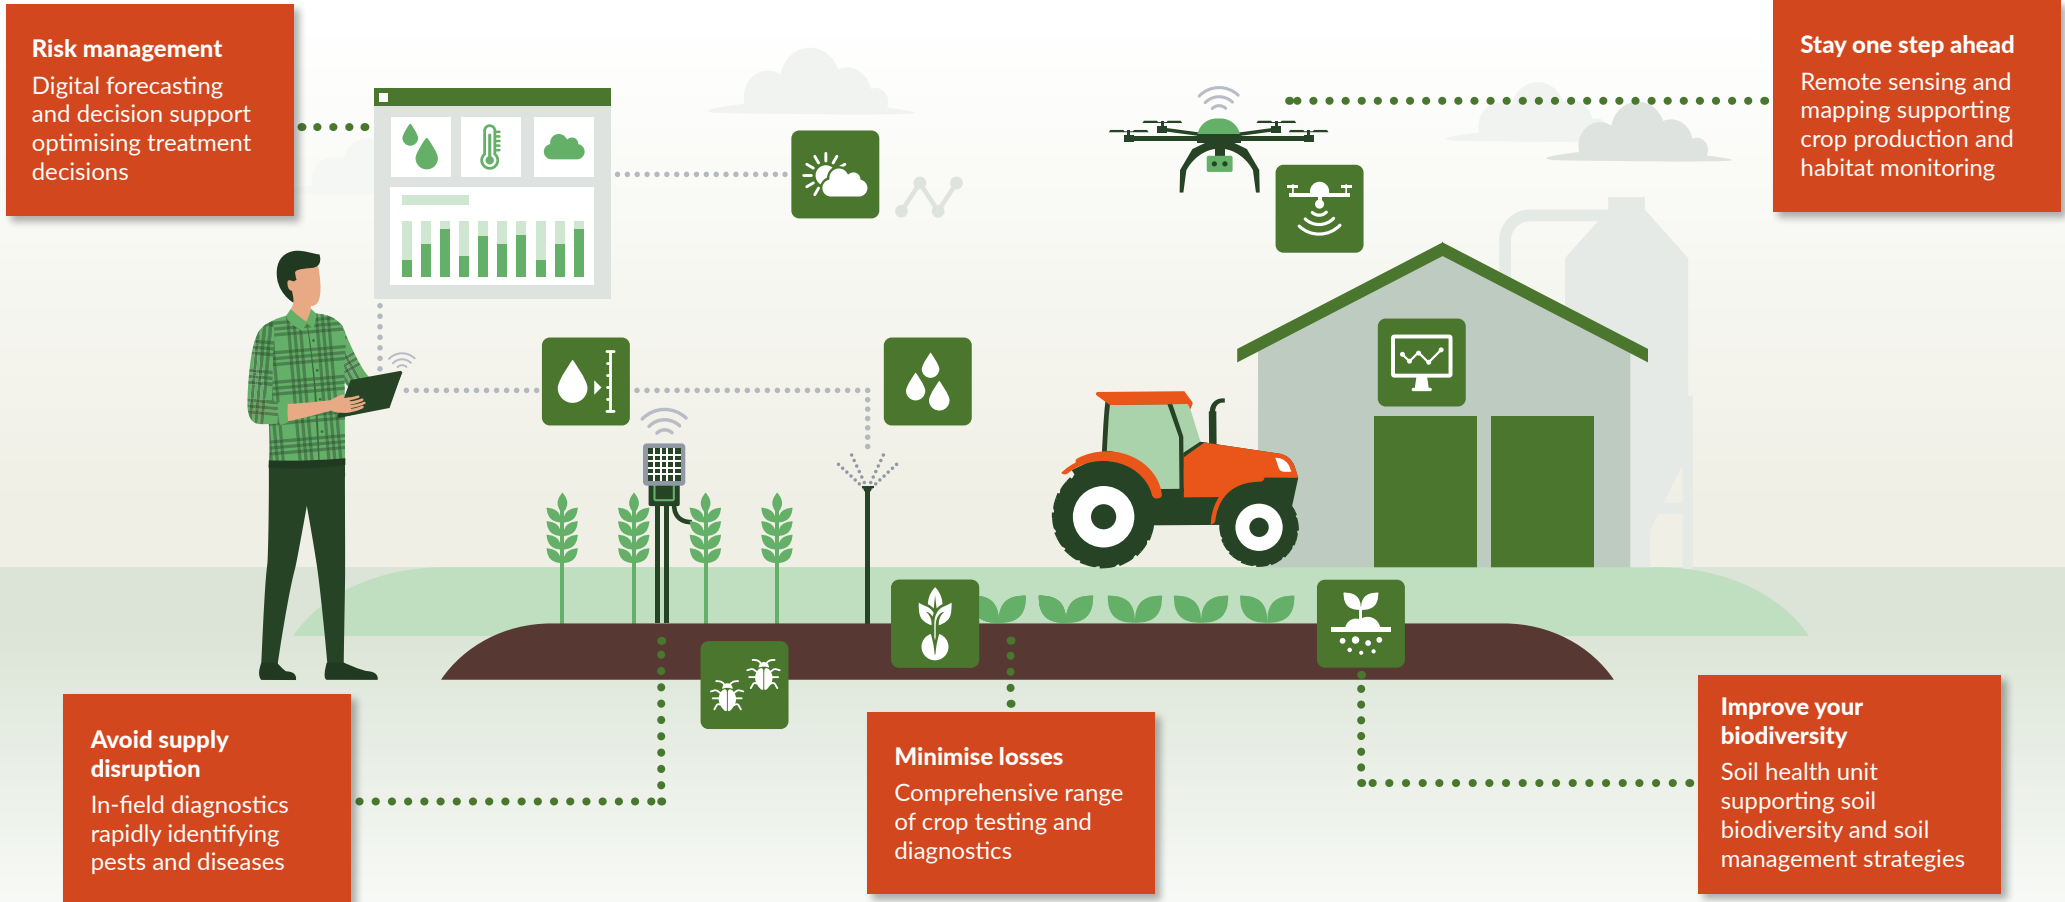 Risk management
Digital forecasting
and decision support
optimising treatment
decisions
Stay one step ahead
Remote sensing and
mapping supporting
crop production and
habitat monitoring
Avoid supply
disruption
In-field diagnostics
rapidly identifying
pests and diseases
Minimise losses
Comprehensive range
of crop testing and
diagnostics
Improve your
biodiversity
Soil health unit
supporting soil
biodiversity and soil
management strategies